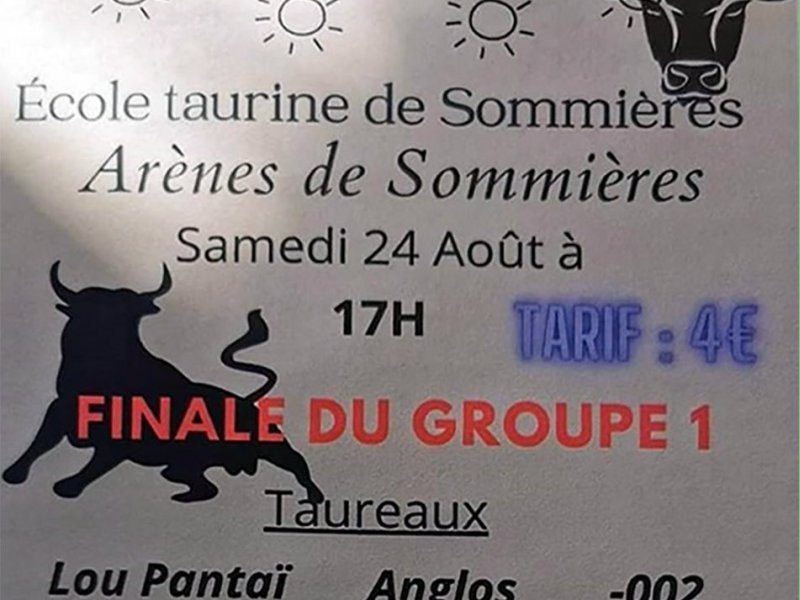 École taurine de Sommières
Arènes de Sommières
Samedi 24 Août à
17H
TARIF : 4€
FINALE DU GROUPE 1
Taureaux
Lou Pantaï Anglos -002